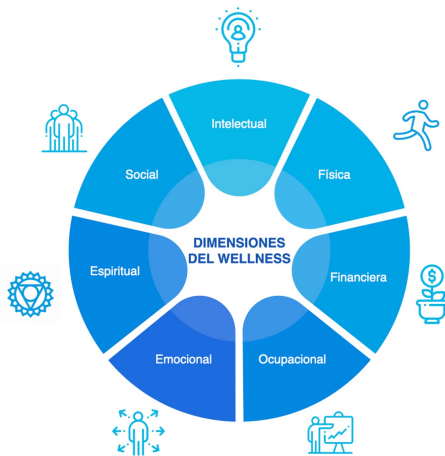 Intelectual
Social
Física
DIMENSIONES
DEL WELLNESS
Espiritual
Financiera
Emocional
Ocupacional
$